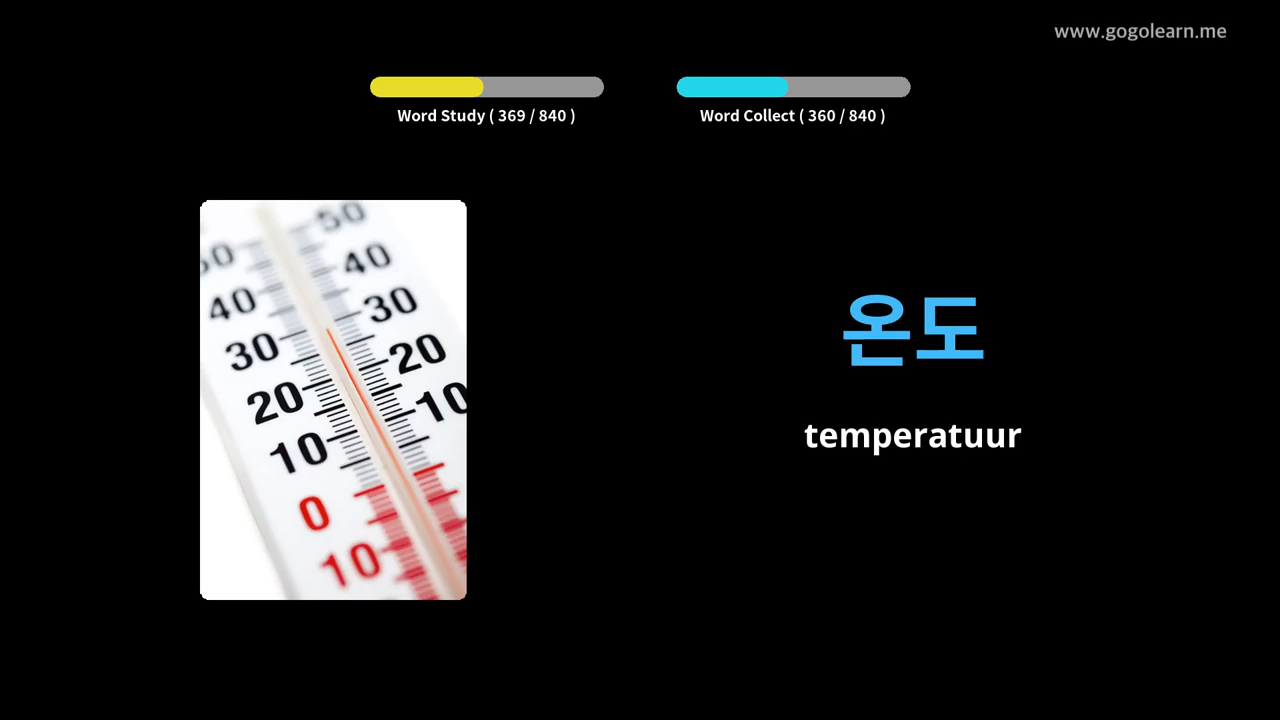 www.gogolearn.me
Word Study ( 369 / 840 )
Word Collect ( 360 / 840 )
50
50
40
40
30
30
20
20
10
10
0
10
온도
temperatuur